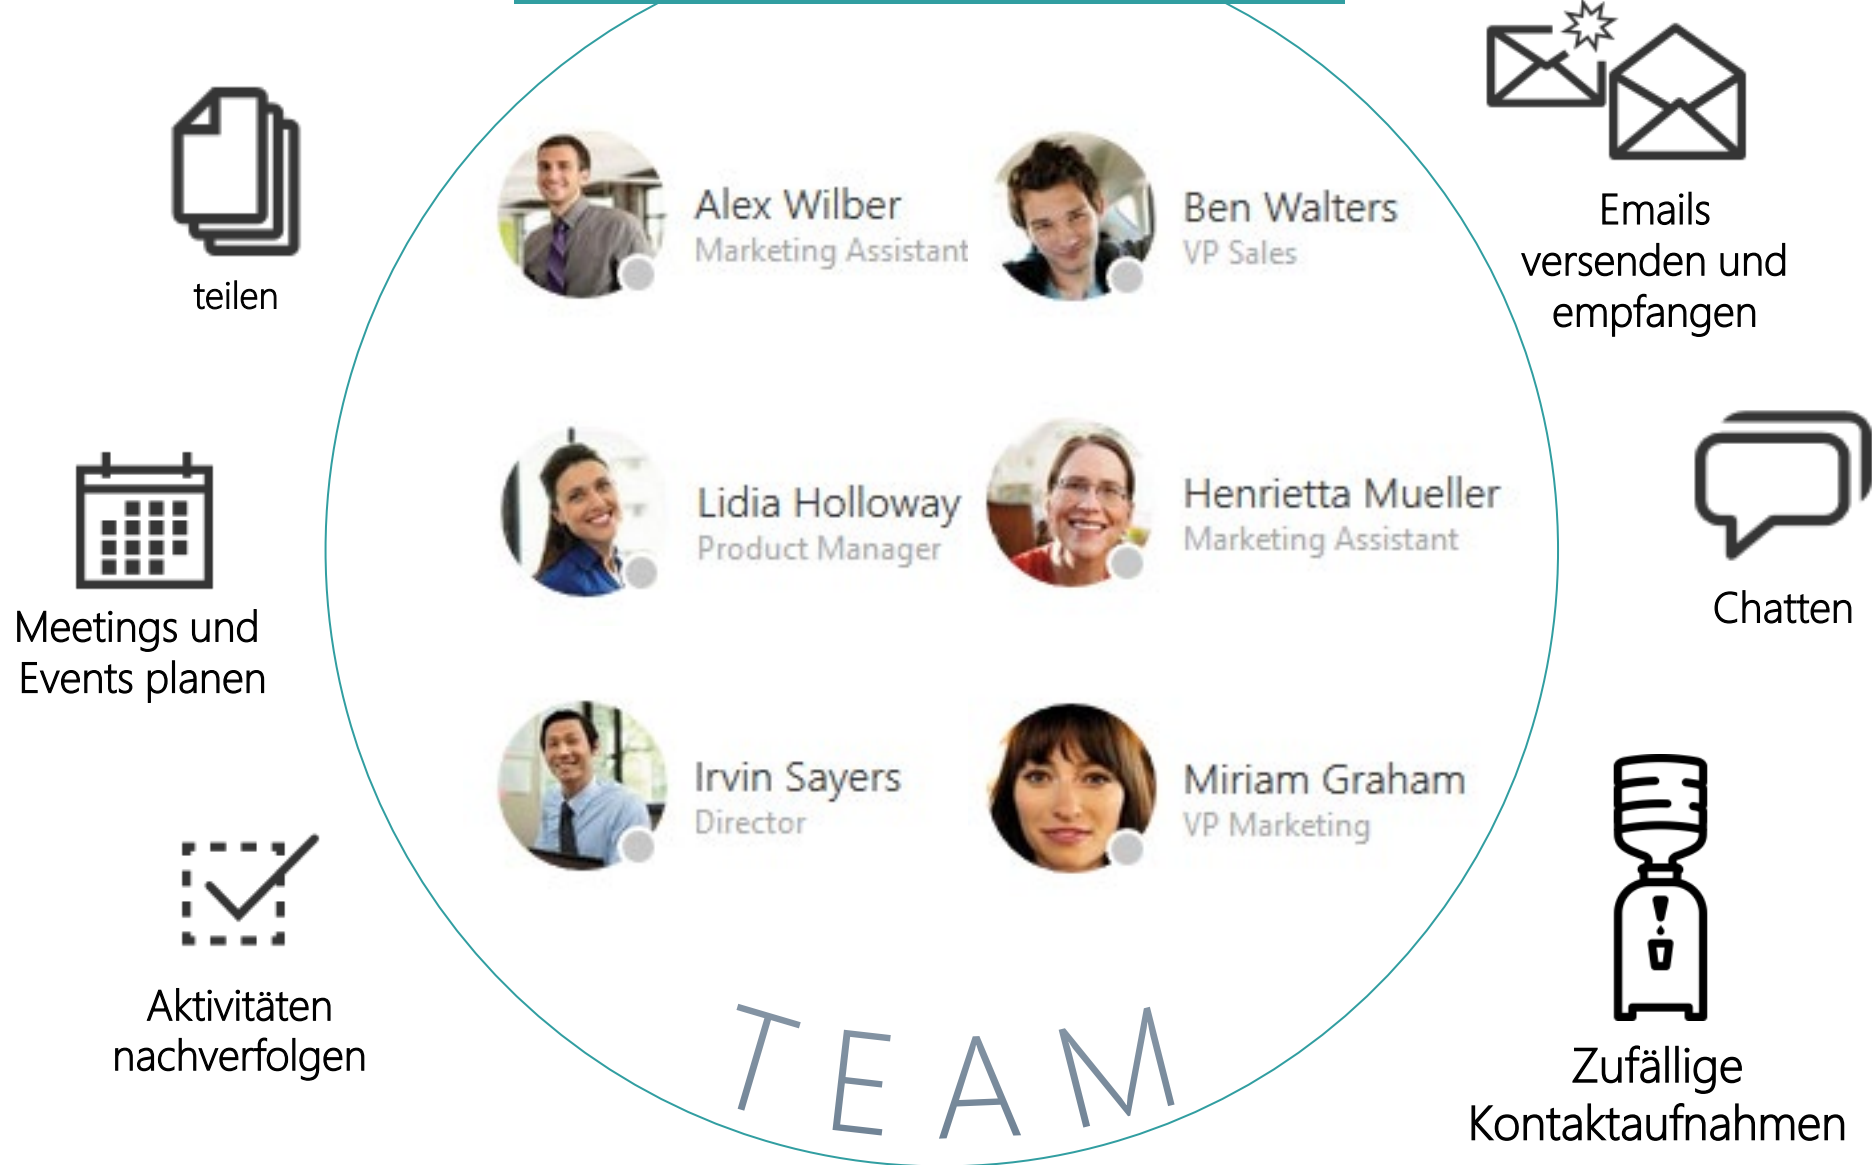 teilen
Meetings und
Events planen
Aktivitäten
nachverfolgen
Alex Wilber
Marketing Assistant
Ben Walters
VP Sales
Lidia Holloway
Product Manager
Henrietta Mueller
Marketing Assistant
Irvin Sayers
Director
Miriam Graham
VP Marketing
TEAM
Emails
versenden und
empfangen
Chatten
Zufällige
Kontaktaufnahmen